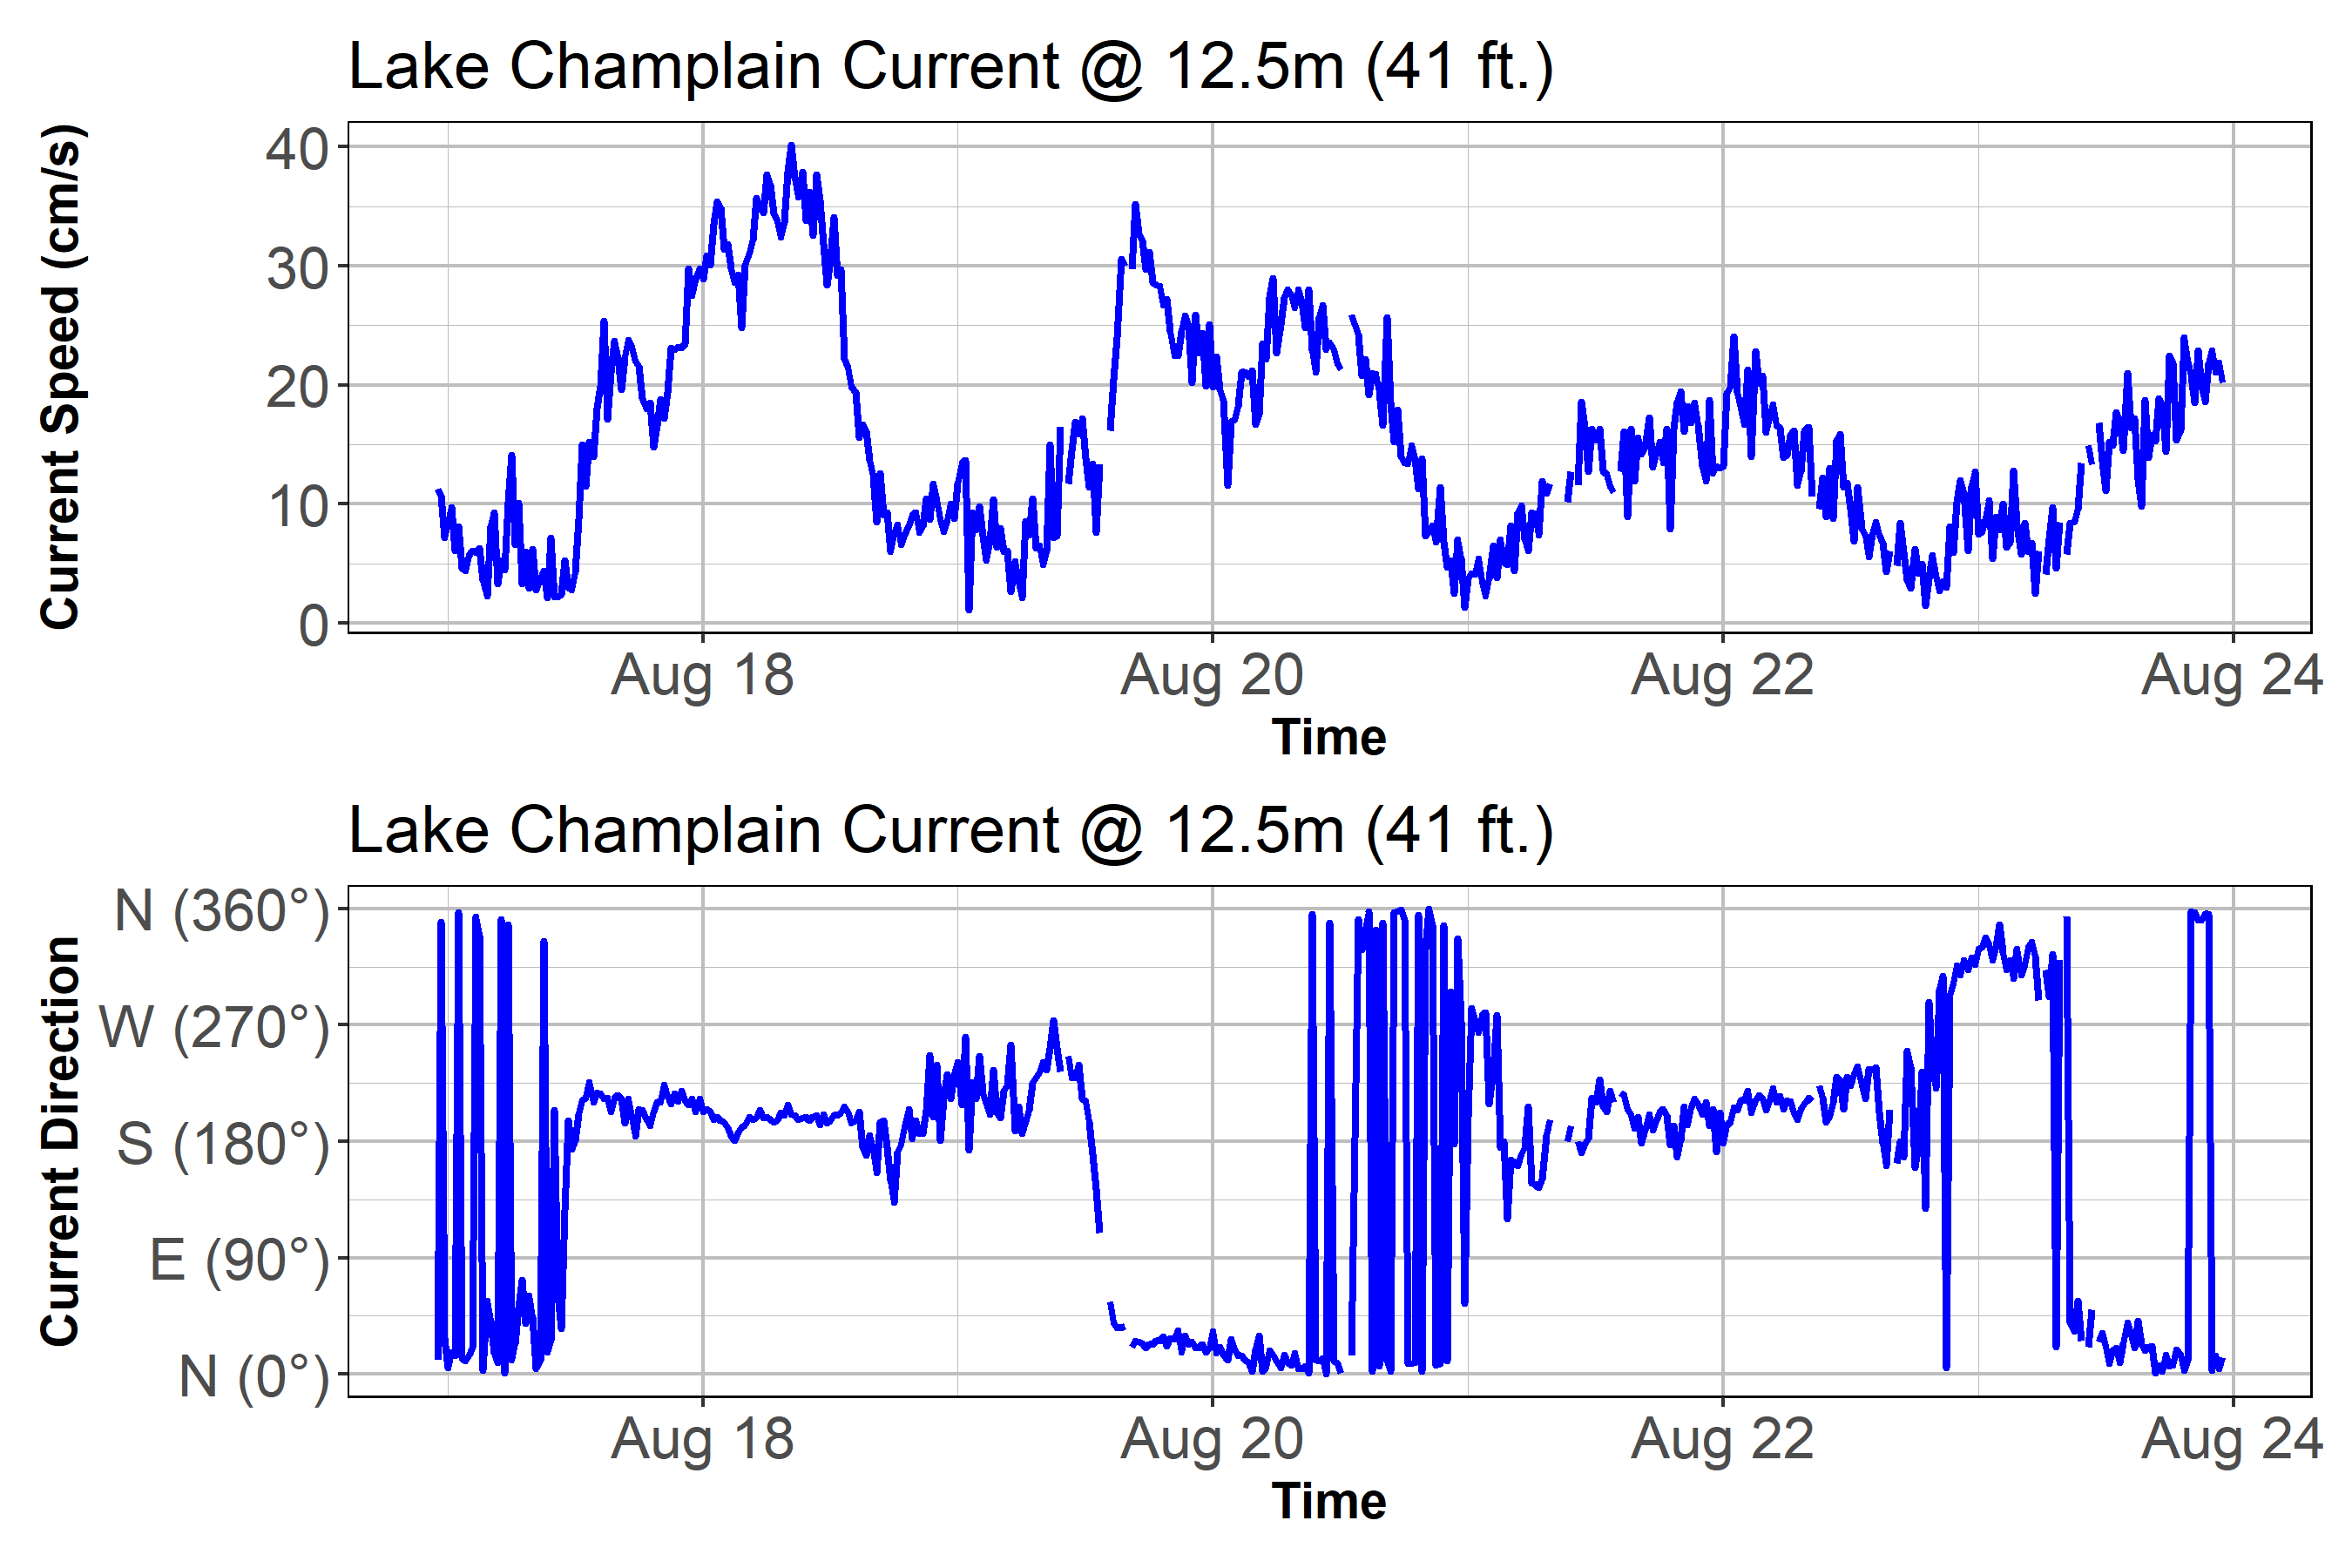 Lake Champlain Current @ 12.5m (41 ft.)
Current Speed (cm/s)
40
30
20
10
0
Aug 18
Aug 20
Aug 22
Aug 24
Time
Lake Champlain Current @ 12.5m (41 ft.)
Current Direction
N (360°)
W (270°)
S (180°)
E (90°)
N (0°)
Aug 18
Aug 20
Aug 22
Aug 24
Time